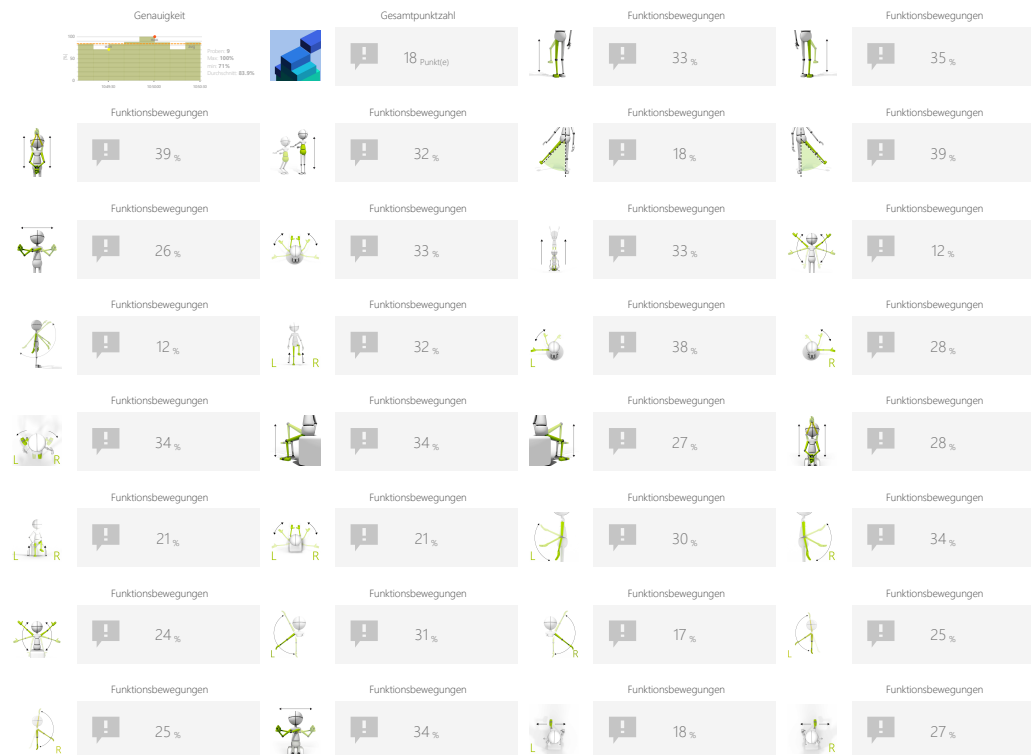 Genauigkeit
Gesamtpunktzahl
Funktionsbewegungen
Funktionsbewegungen
100
50
0
(%)
Proben: 9
Max: 100%
min: 71%
Durchschnitt: 83.9%
18 Punkt(e)
33 %
35 %
Funktionsbewegungen
Funktionsbewegungen
Funktionsbewegungen
Funktionsbewegungen
39 %
32 %
18 %
39 %
Funktionsbewegungen
Funktionsbewegungen
Funktionsbewegungen
Funktionsbewegungen
26 %
L R
33 %
33 %
12 %
Funktionsbewegungen
Funktionsbewegungen
Funktionsbewegungen
Funktionsbewegungen
12 %
L R
32 %
L
38 %
R
28 %
Funktionsbewegungen
Funktionsbewegungen
Funktionsbewegungen
Funktionsbewegungen
L R
34 %
34 %
27 %
28 %
Funktionsbewegungen
Funktionsbewegungen
Funktionsbewegungen
Funktionsbewegungen
L R
21 %
L R
21 %
L
30 %
R
34 %
Funktionsbewegungen
Funktionsbewegungen
Funktionsbewegungen
Funktionsbewegungen
24 %
L
31 %
R
17 %
L
25 %
Funktionsbewegungen
Funktionsbewegungen
Funktionsbewegungen
Funktionsbewegungen
R
25 %
34 %
L
18 %
R
27 %